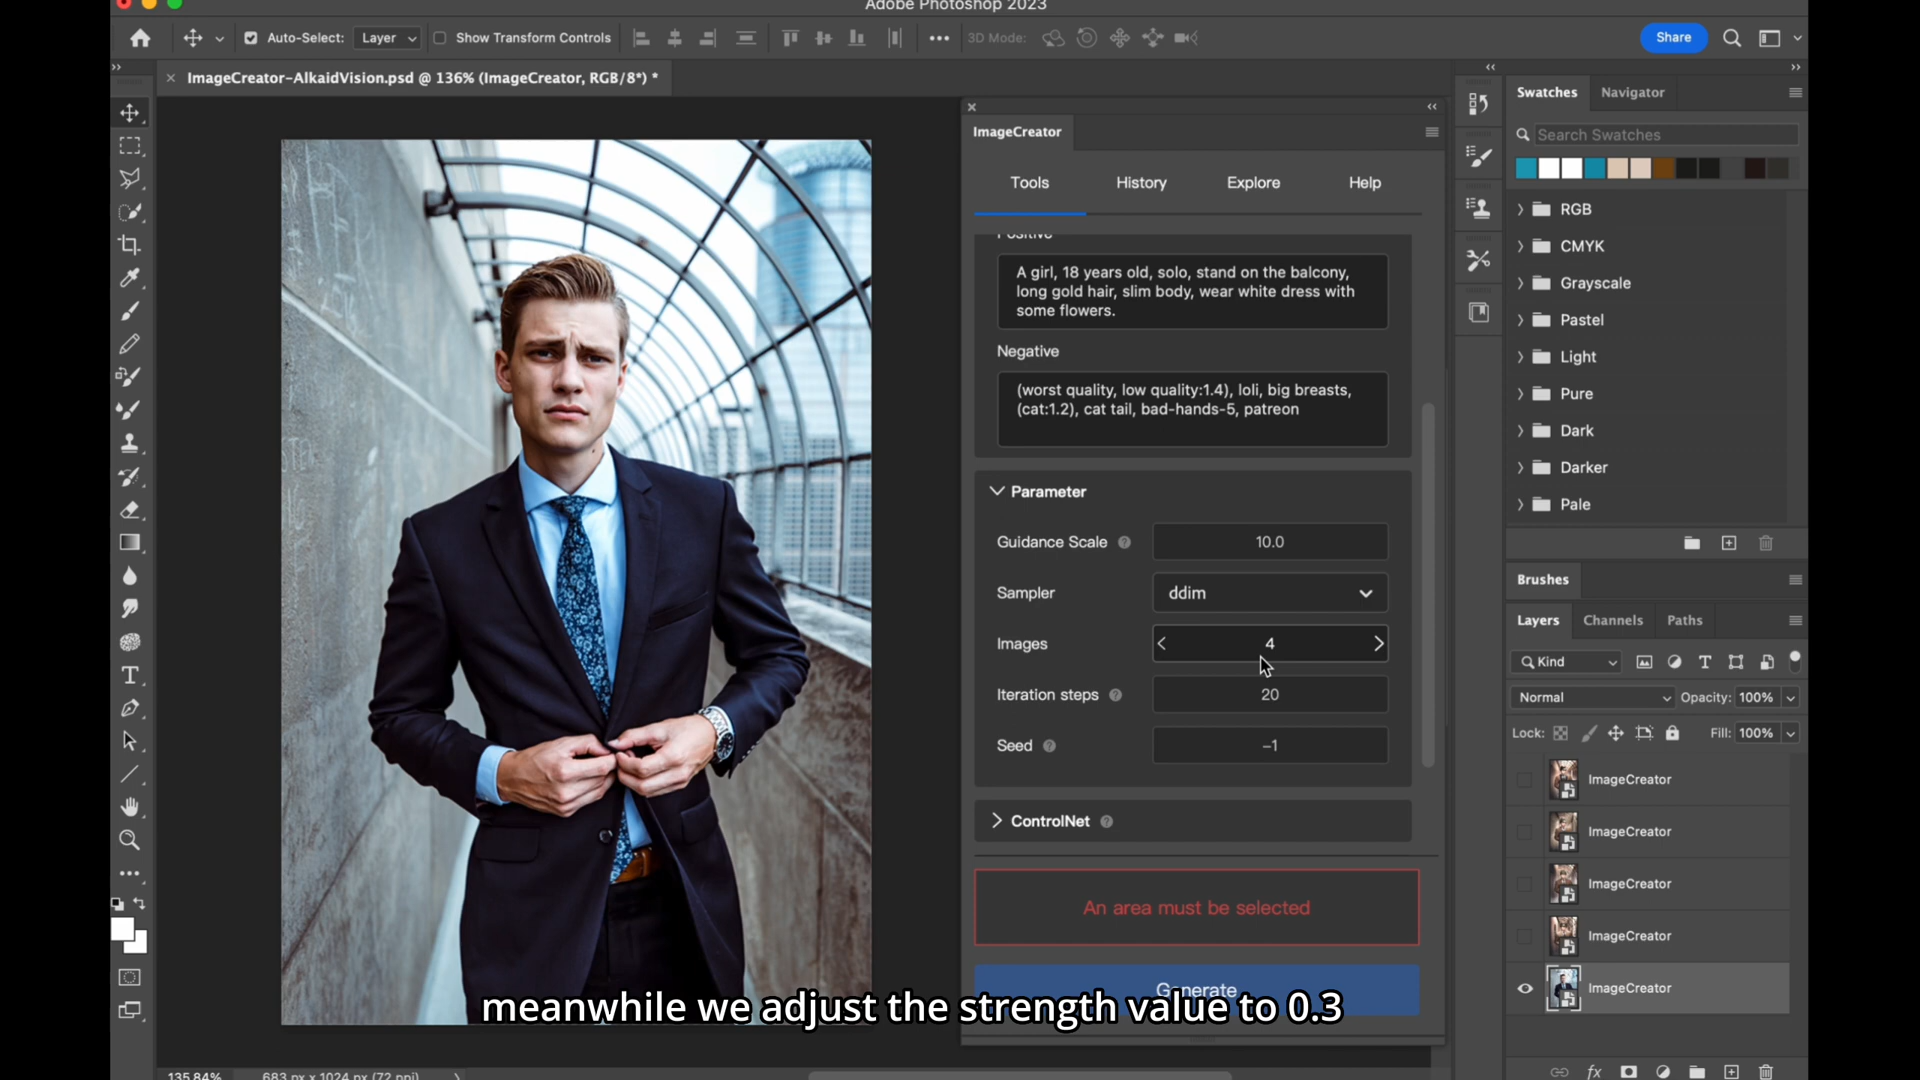 Adobe Photoshop 2023
Auto-Select:
Layer
Show Transform Controls
3D Mode:
Share
ImageCreator-AlkaidVision.psd @ 136% (ImageCreator, RGB/8*) *
ImageCreator
Tools
History
Explore
Help
Positive
A girl, 18 years old, solo, stand on the balcony,
long gold hair, slim body, wear white dress with
some flowers.
Negative
(worst quality, low quality:1.4), loli, big breasts,
(cat:1.2), cat tail, bad-hands-5, patreon
Parameter
Guidance Scale
10.0
Sampler
ddim
Images
4
Iteration steps
20
Seed
-1
ControlNet
An area must be selected
Generate
Swatches
Navigator
Search Swatches
RGB
CMYK
Grayscale
Pastel
Light
Pure
Dark
Darker
Pale
Brushes
Layers
Channels
Paths
Kind
Normal
Opacity: 100%
Lock:
Fill: 100%
ImageCreator
ImageCreator
ImageCreator
ImageCreator
ImageCreator
meanwhile we adjust the strength value to 0.3
135.84%
683 px x 1024 px (72 ppi)